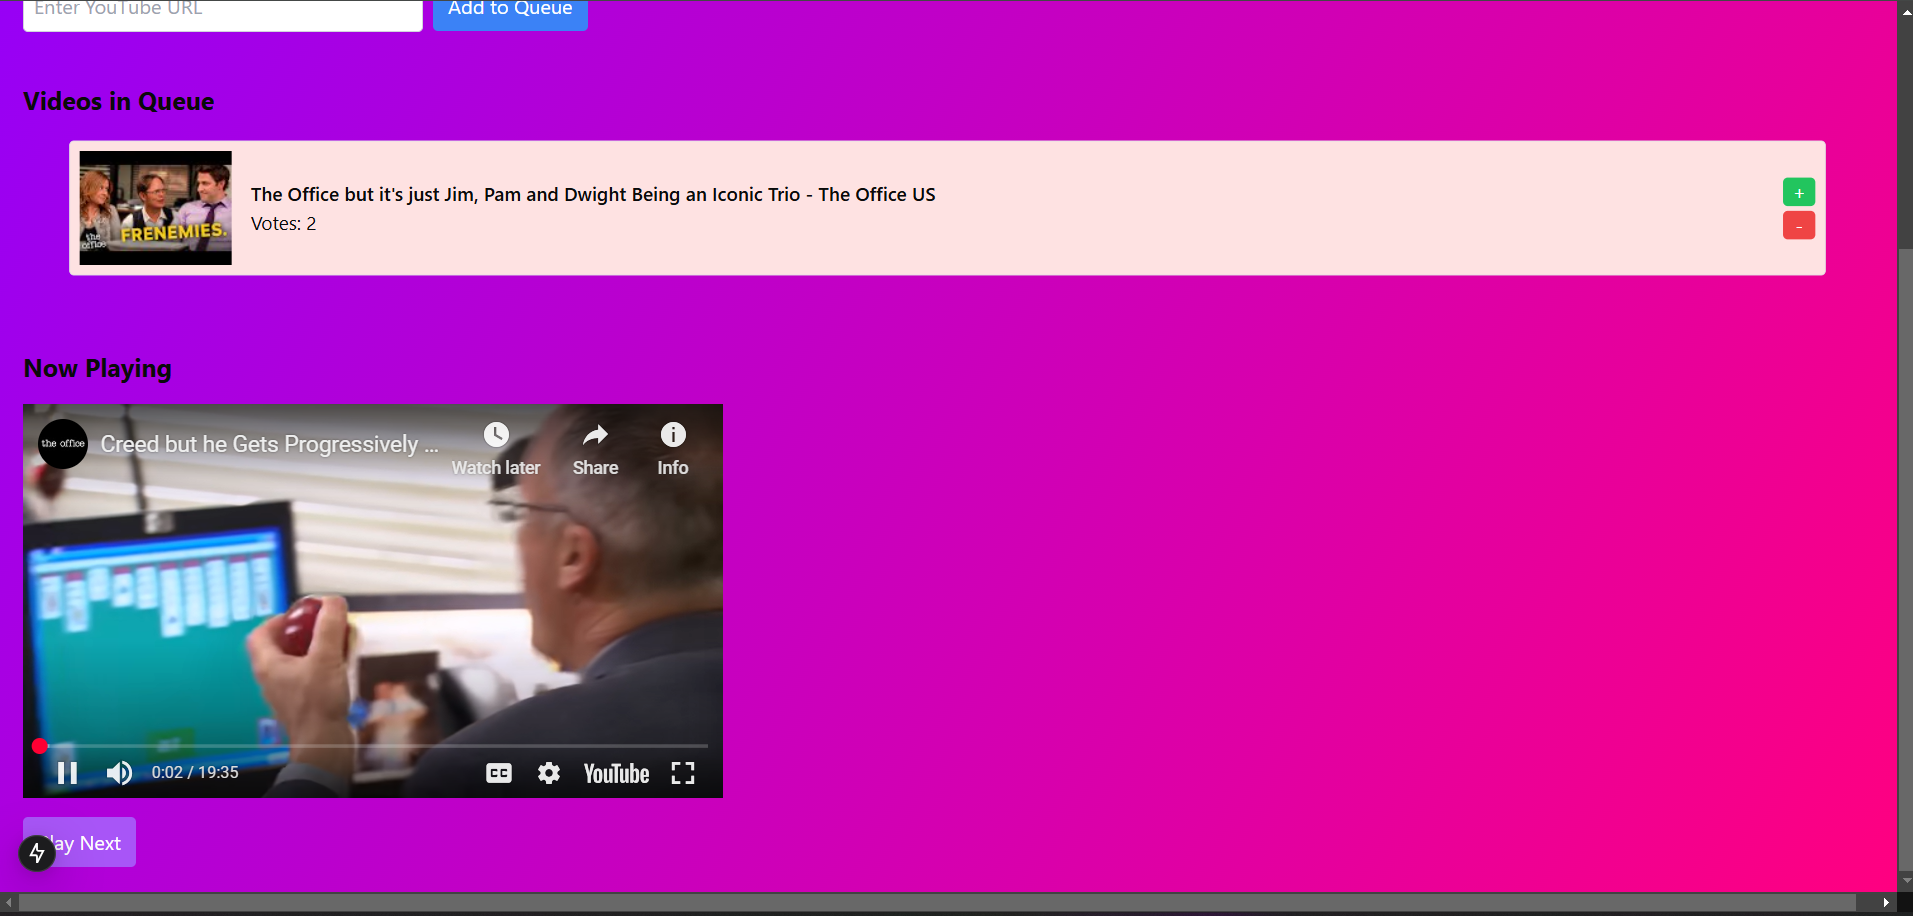 Enter YouTube URL
Add to Queue
Videos in Queue
the office
FRENEMIES.
The Office but it's just Jim, Pam and Dwight Being an Iconic Trio - The Office US
Votes: 2
+
-
Now Playing
the office
Creed but he Gets Progressively ...
Watch later
Share
Info
0:02 / 19:35
CC
YouTube
lay Next